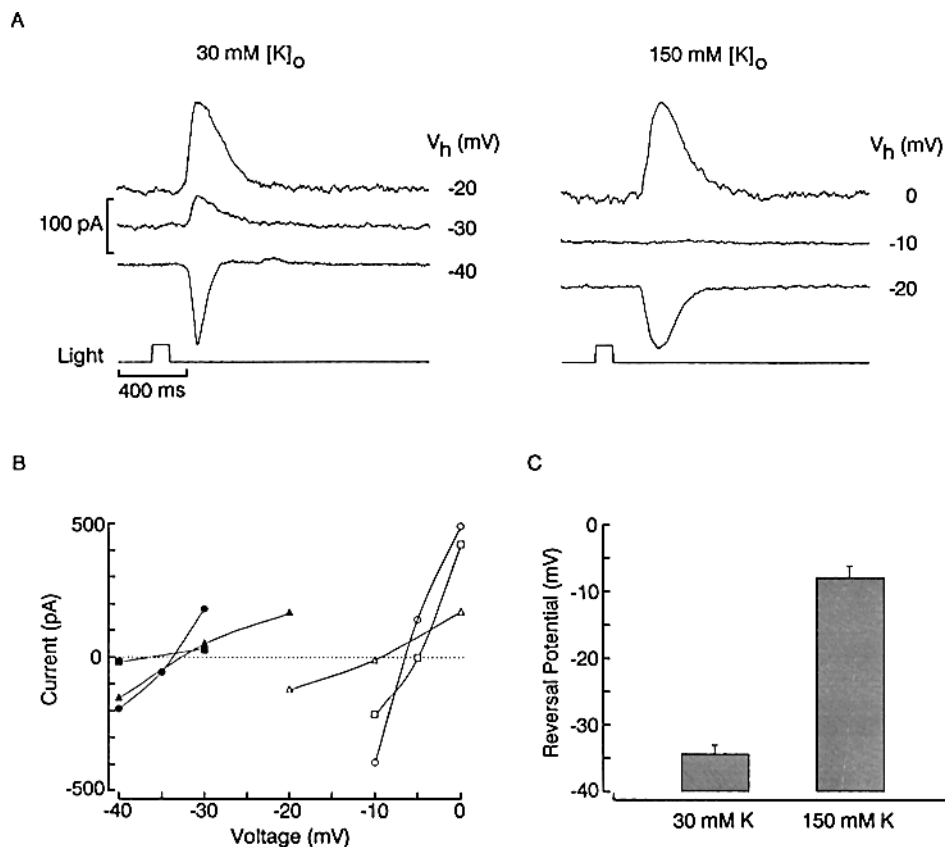 A
30 mM [K]o
150 mM [K]o
Vh (mV)
Vh (mV)
-20
0
100 pA
-30
-10
-40
-20
Light
400 ms
B
C
500
0
-500
Current (pA)
-40
-30
-20
-10
0
Voltage (mV)
0
-10
-20
-30
-40
Reversal Potential (mV)
30 mM K
150 mM K